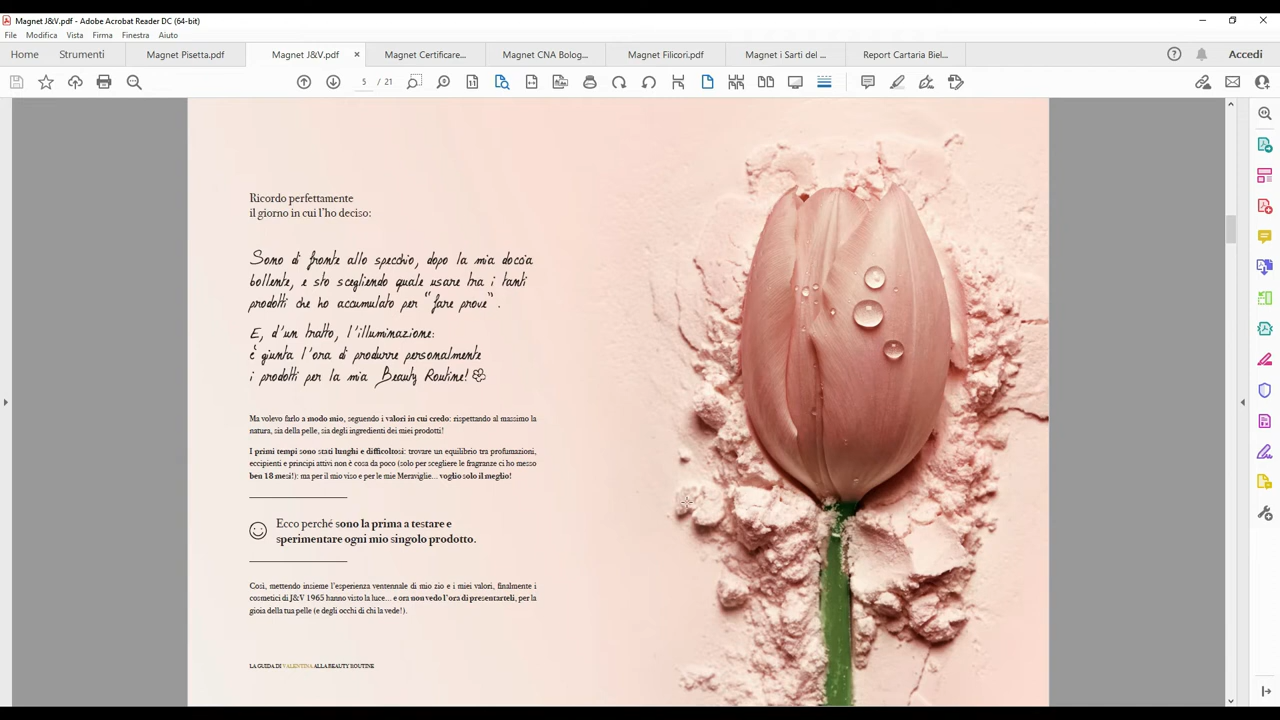 Magnet J&V.pdf - Adobe Acrobat Reader DC (64-bit)
File Modifica Vista Firma Finestra Aiuto
Home Strumenti Magnet Pisetta.pdf Magnet J&V.pdf × Magnet Certificare... Magnet CNA Bolog... Magnet Filicori.pdf Magnet i Sarti del ... Report Cartaria Biel... Accedi
5 / 21
Ricordo perfettamente
il giorno in cui l'ho deciso:
Sono di fronte allo specchio, dopo la mia doccia
bollente, e sto scegliendo quale usare tra i tanti
prodotti che ho accumulato per "fare prove".
E, d'un tratto, l'illuminazione:
è giunta l'ora di produrre personalmente
i prodotti per la mia Beauty Routine!
Ma volevo farlo a modo mio, seguendo i valori in cui credo: rispettando al massimo la
natura, sia della pelle, sia degli ingredienti dei miei prodotti!
I primi tempi sono stati lunghi e difficoltosi: trovare un equilibrio tra profumazioni,
eccipienti e principi attivi non è cosa da poco (solo per scegliere le fragranze ci ho messo
ben 18 mesi!): ma per il mio viso e per le mie Meraviglie... voglio solo il meglio!
Ecco perché sono la prima a testare e
sperimentare ogni mio singolo prodotto.
Così, mettendo insieme l'esperienza ventennale di mio zio e i miei valori, finalmente i
cosmetici di J&V 1965 hanno visto la luce... e ora non vedo l'ora di presentarteli, per la
gioia della tua pelle (e degli occhi di chi la vede!).
LA GUIDA DI VALENTINA ALLA BEAUTY ROUTINE